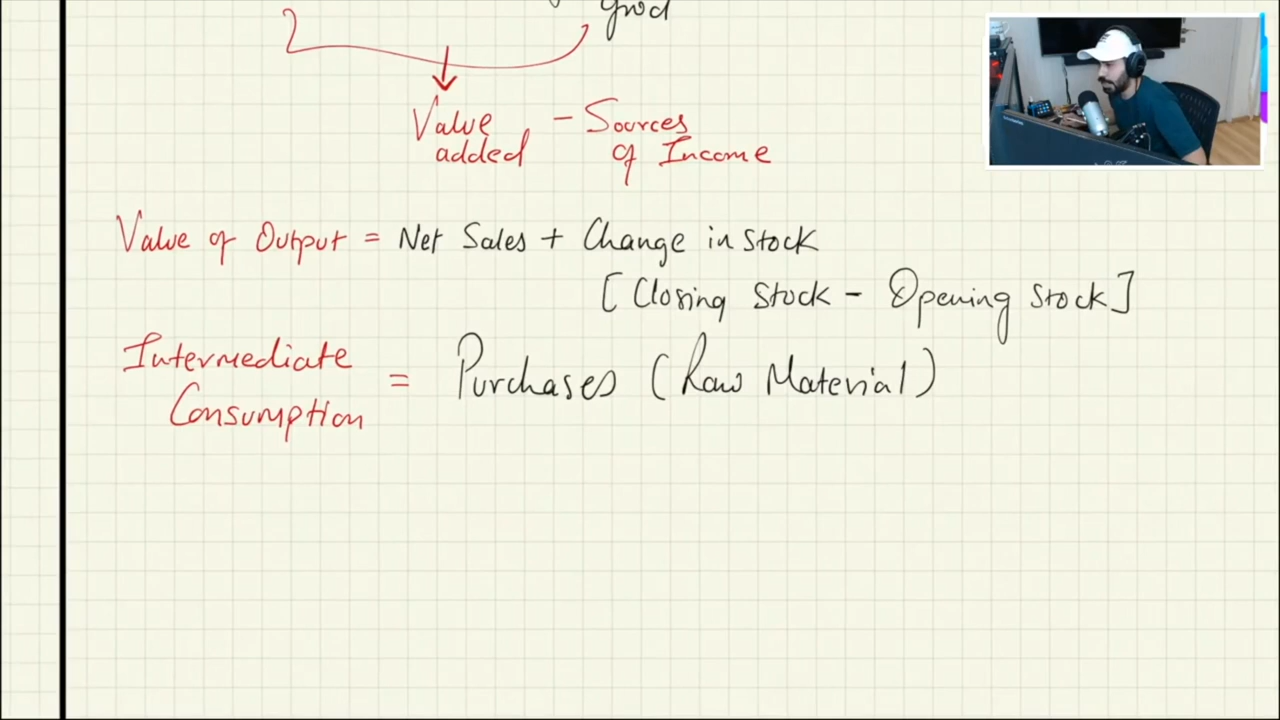 good
Value – Sources
added of Income
Value of Output = Net Sales + Change in stock
[Closing Stock – Opening Stock]
Intermediate
Consumption = Purchases (Raw Material)